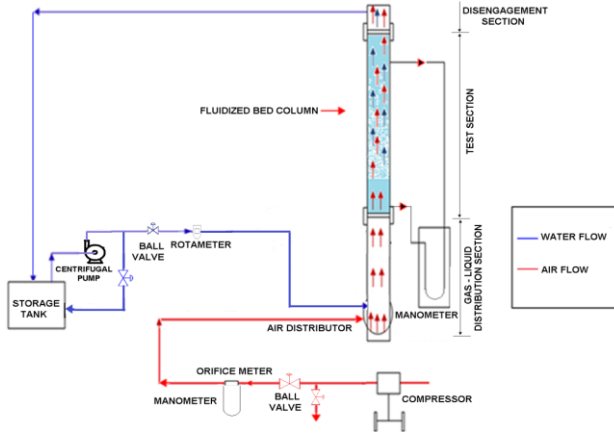 DISENGAGEMENT
SECTION
TEST SECTION
FLUIDIZED BED COLUMN
GAS - LIQUID
DISTRIBUTION SECTION
WATER FLOW
AIR FLOW
BALL
VALVE
ROTAMETER
CENTRIFUGAL
PUMP
STORAGE
TANK
MANOMETER
AIR DISTRIBUTOR
ORIFICE METER
MANOMETER
BALL
VALVE
COMPRESSOR